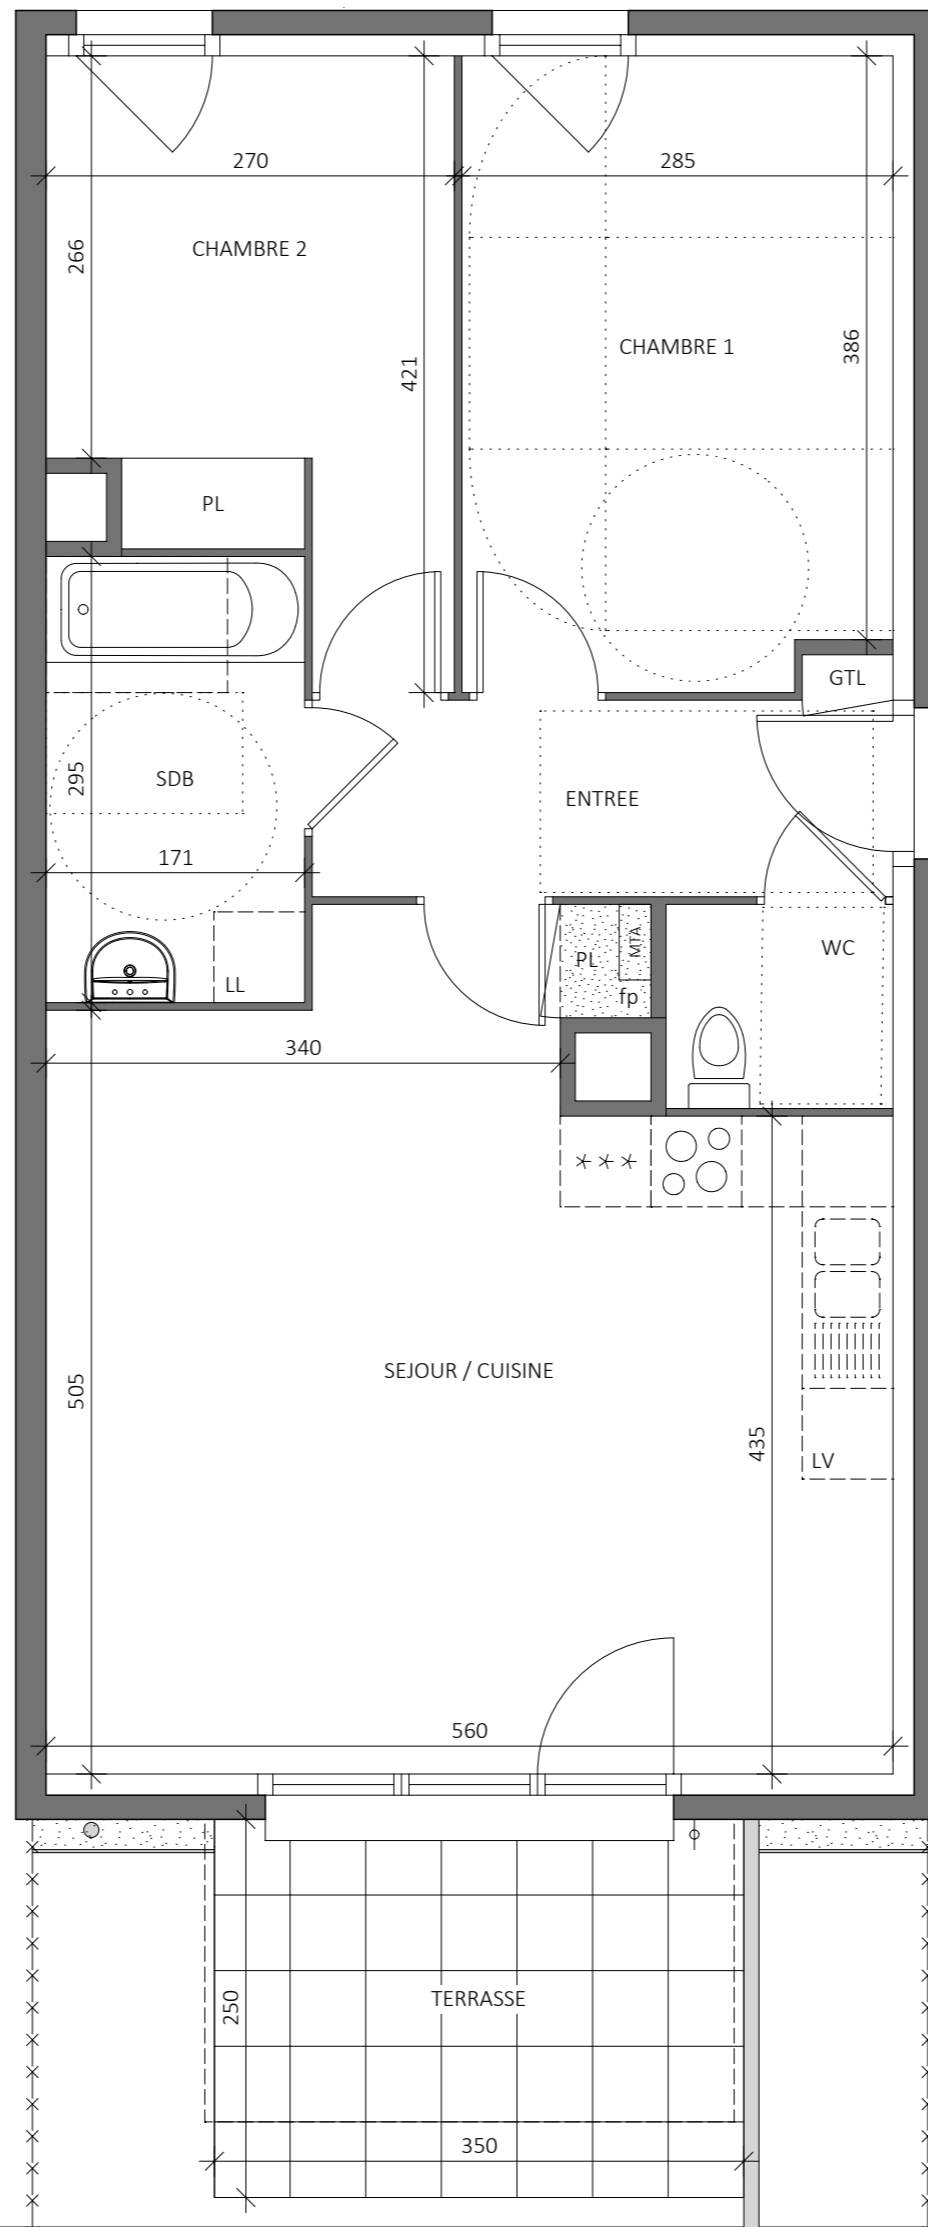 270
285
266
CHAMBRE 2
CHAMBRE 1
386
421
PL
GTL
295
SDB
ENTREE
171
WC
PL
MTA
LL
fp
340
***
SEJOUR / CUISINE
505
435
LV
560
TERRASSE
250
350